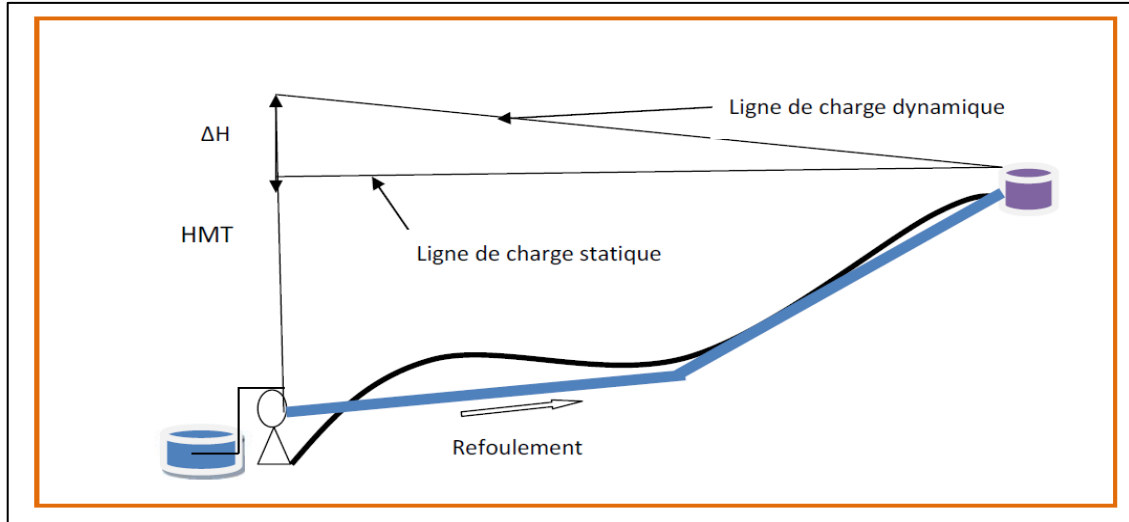 Ligne de charge dynamique
ΔH
HMT
Ligne de charge statique
Refoulement